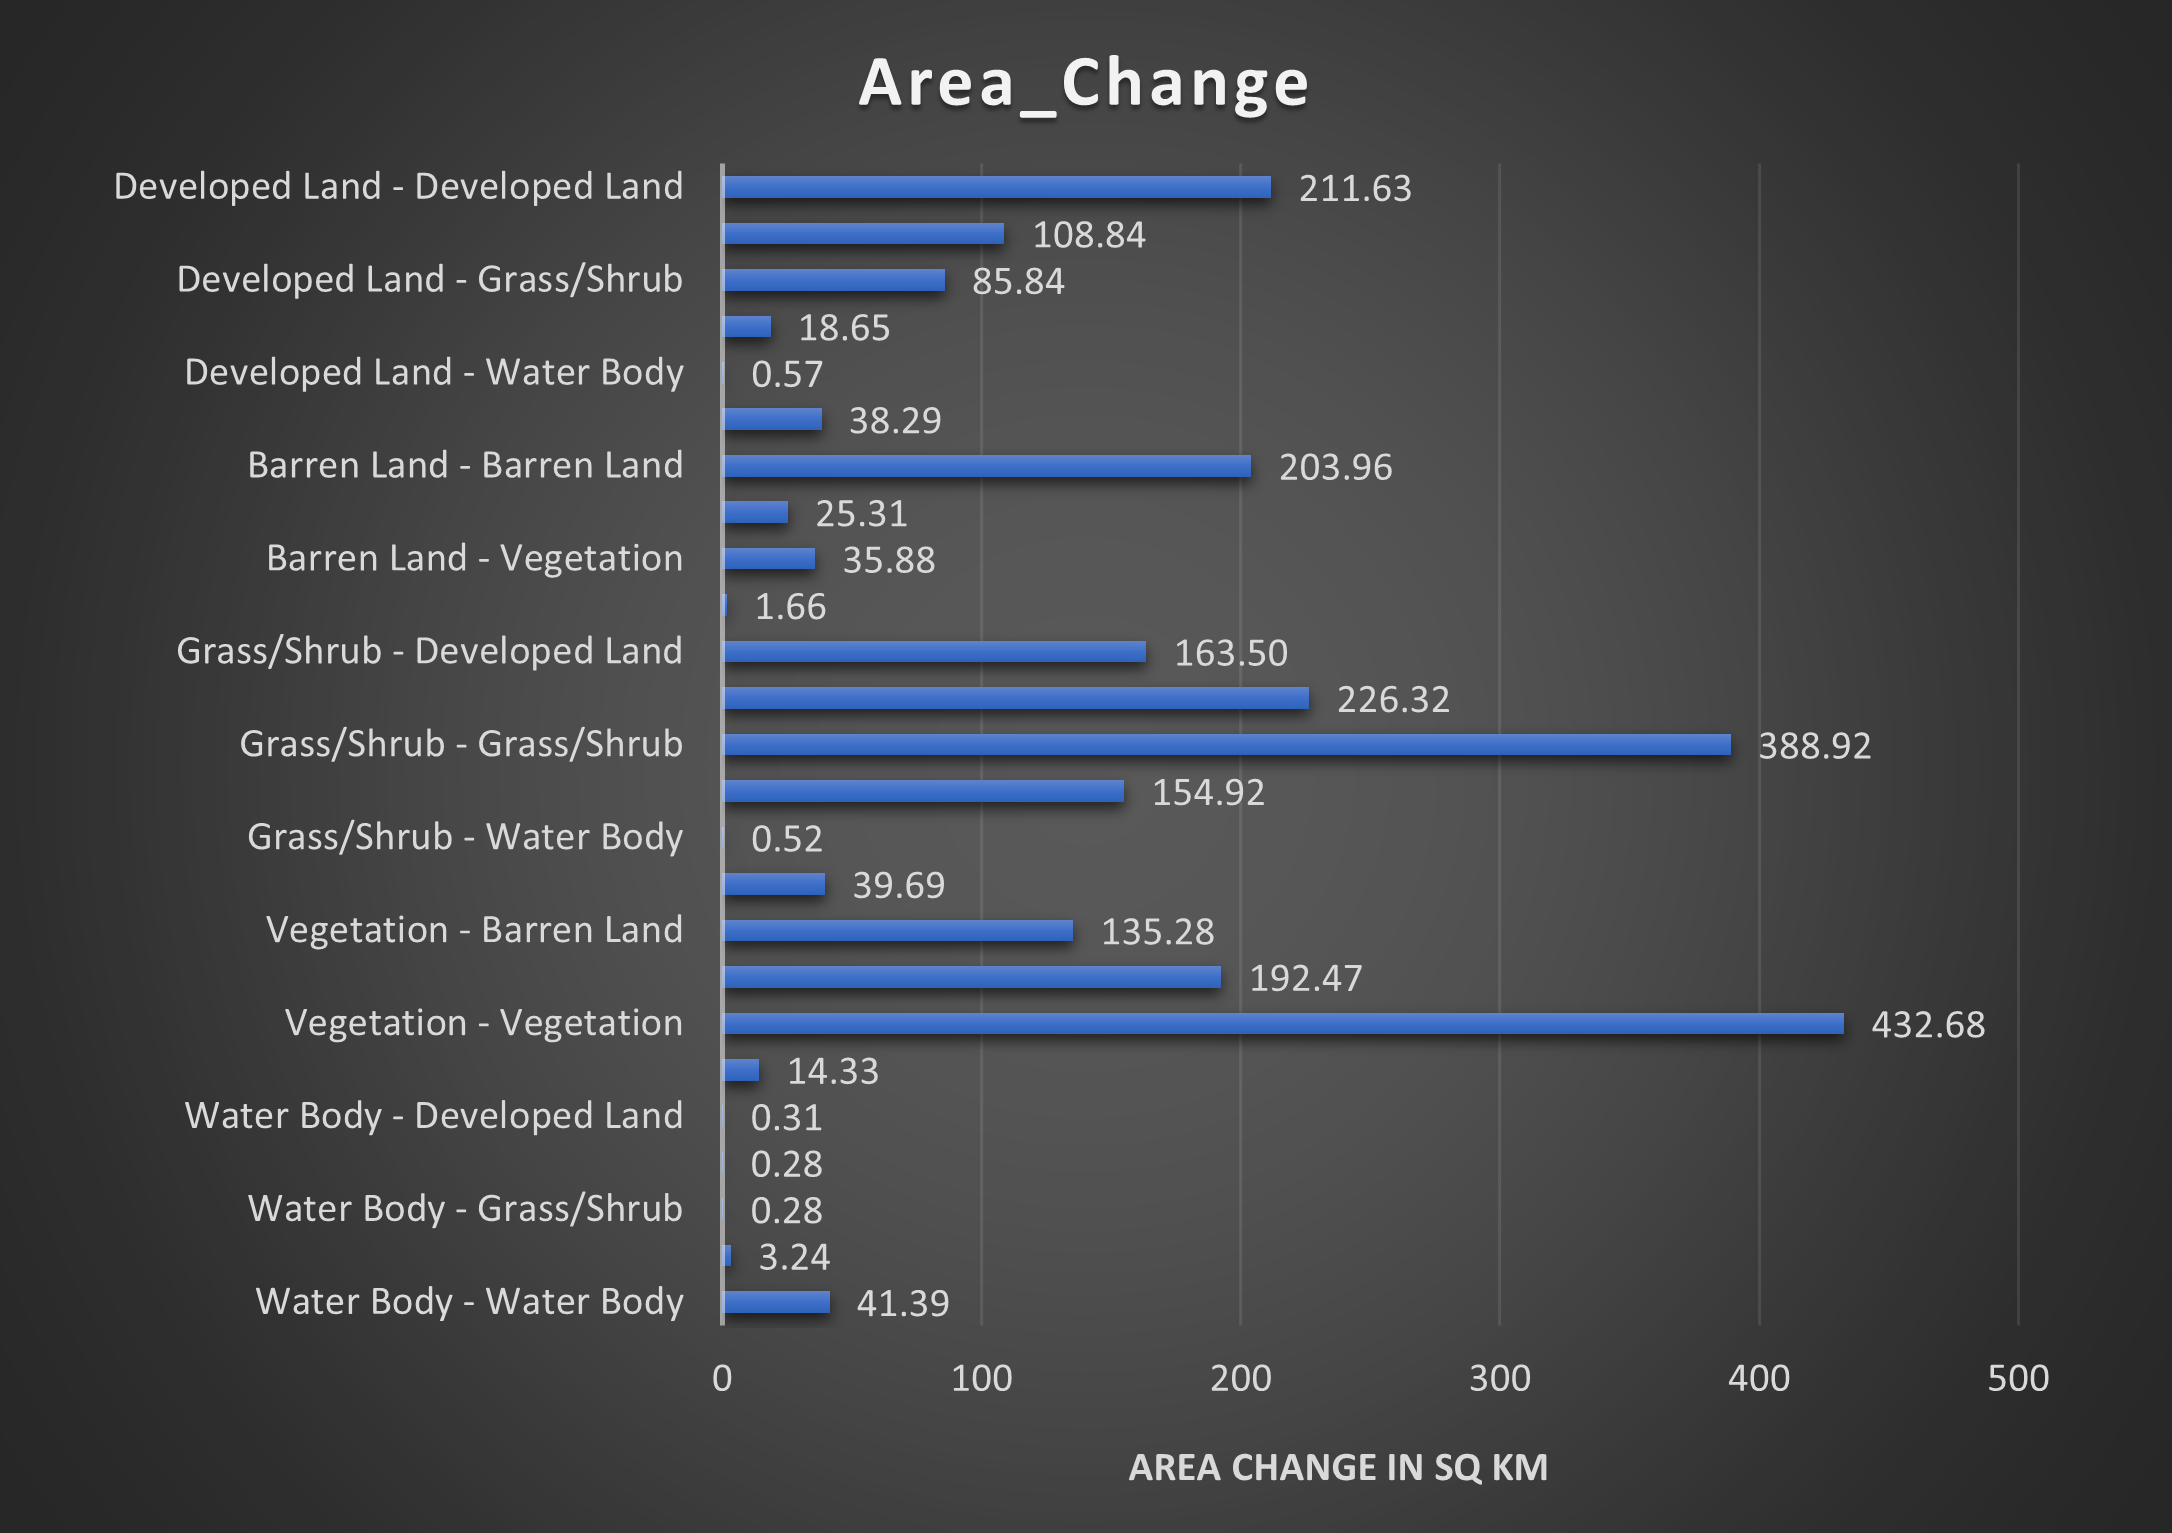 Area_Change
Developed Land - Developed Land 211.63
108.84
Developed Land - Grass/Shrub 85.84
18.65
Developed Land - Water Body 0.57
38.29
Barren Land - Barren Land 203.96
25.31
Barren Land - Vegetation 35.88
1.66
Grass/Shrub - Developed Land 163.50
226.32
Grass/Shrub - Grass/Shrub 388.92
154.92
Grass/Shrub - Water Body 0.52
39.69
Vegetation - Barren Land 135.28
192.47
Vegetation - Vegetation 432.68
14.33
Water Body - Developed Land 0.31
0.28
Water Body - Grass/Shrub 0.28
3.24
Water Body - Water Body 41.39
0 100 200 300 400 500
AREA CHANGE IN SQ KM